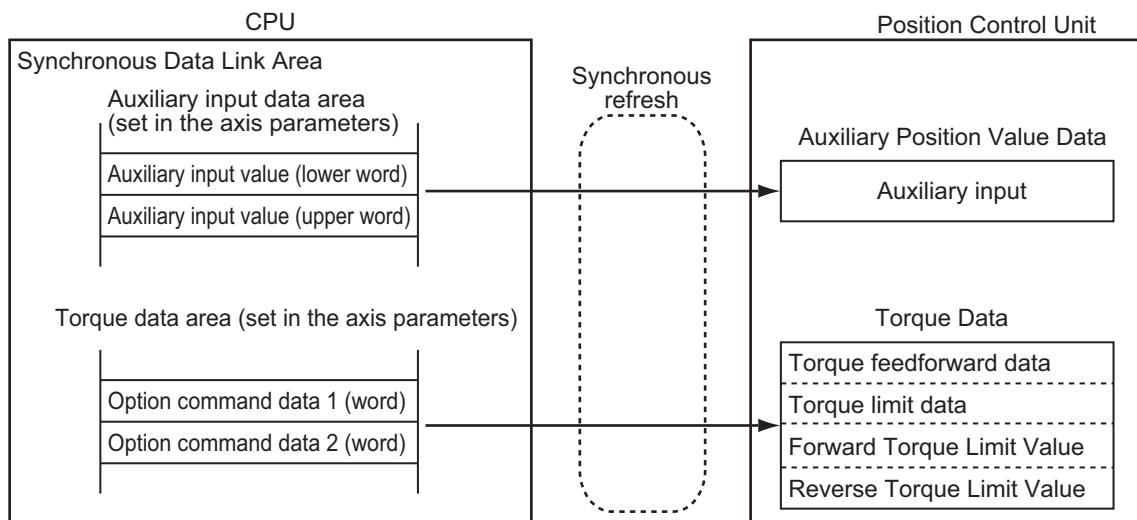 CPU
Position Control Unit
Synchronous Data Link Area
Auxiliary input data area
(set in the axis parameters)
Auxiliary input value (lower word)
Auxiliary input value (upper word)
Synchronous
refresh
Auxiliary Position Value Data
Auxiliary input
Torque data area (set in the axis parameters)
Option command data 1 (word)
Option command data 2 (word)
Torque Data
Torque feedforward data
Torque limit data
Forward Torque Limit Value
Reverse Torque Limit Value